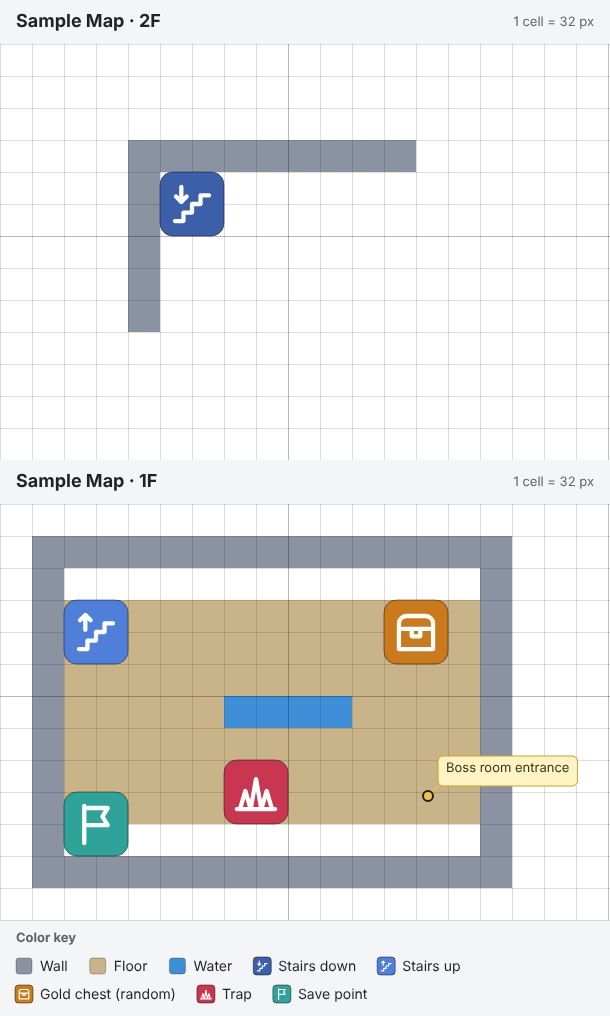 Sample Map · 2F
1 cell = 32 px
Sample Map · 1F
1 cell = 32 px
Boss room entrance
Color key
Wall
Floor
Water
Stairs down
Stairs up
Gold chest (random)
Trap
Save point